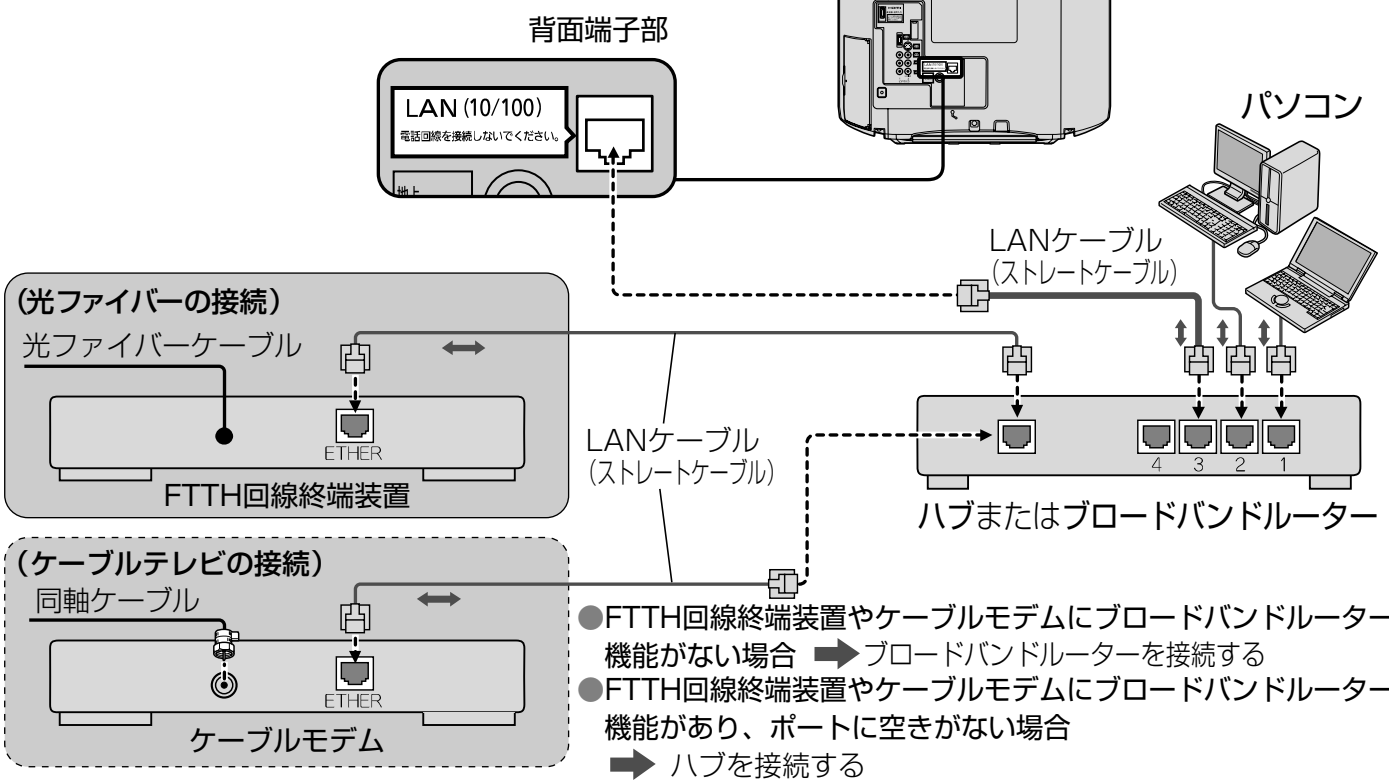 背面端子部
LAN (10/100)
電話回線を接続しないでください。
パソコン
LANケーブル
(ストレートケーブル)
(光ファイバーの接続)
光ファイバーケーブル
ETHER
FTTH回線終端装置
LANケーブル
(ストレートケーブル)
4 3 2 1
ハブまたはブロードバンドルーター
(ケーブルテレビの接続)
同軸ケーブル
ETHER
ケーブルモデム
●FTTH回線終端装置やケーブルモデムにブロードバンドルーター
機能がない場合 ➡ ブロードバンドルーターを接続する
●FTTH回線終端装置やケーブルモデムにブロードバンドルーター
機能があり、ポートに空きがない場合
➡ ハブを接続する